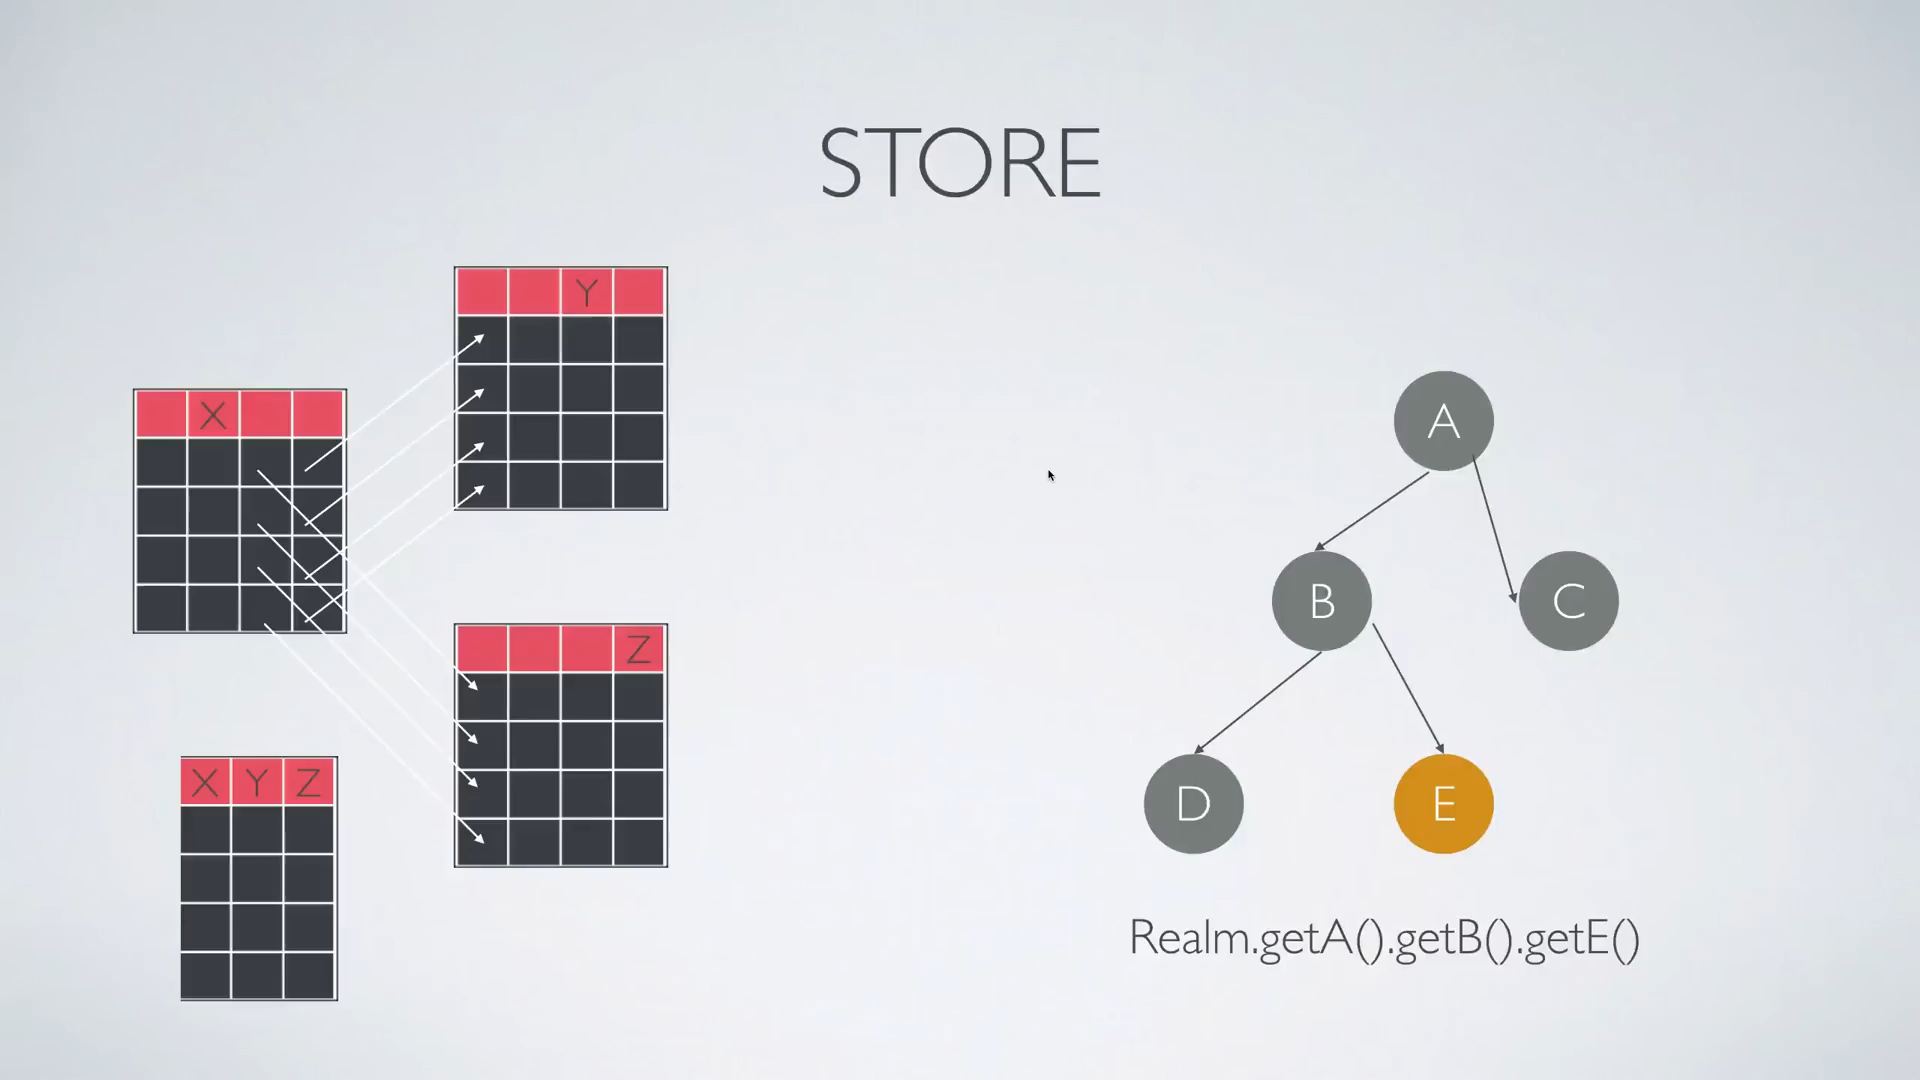 STORE
Y
X
Z
X Y Z
A
B
C
D
E
Realm.getA().getB().getE()